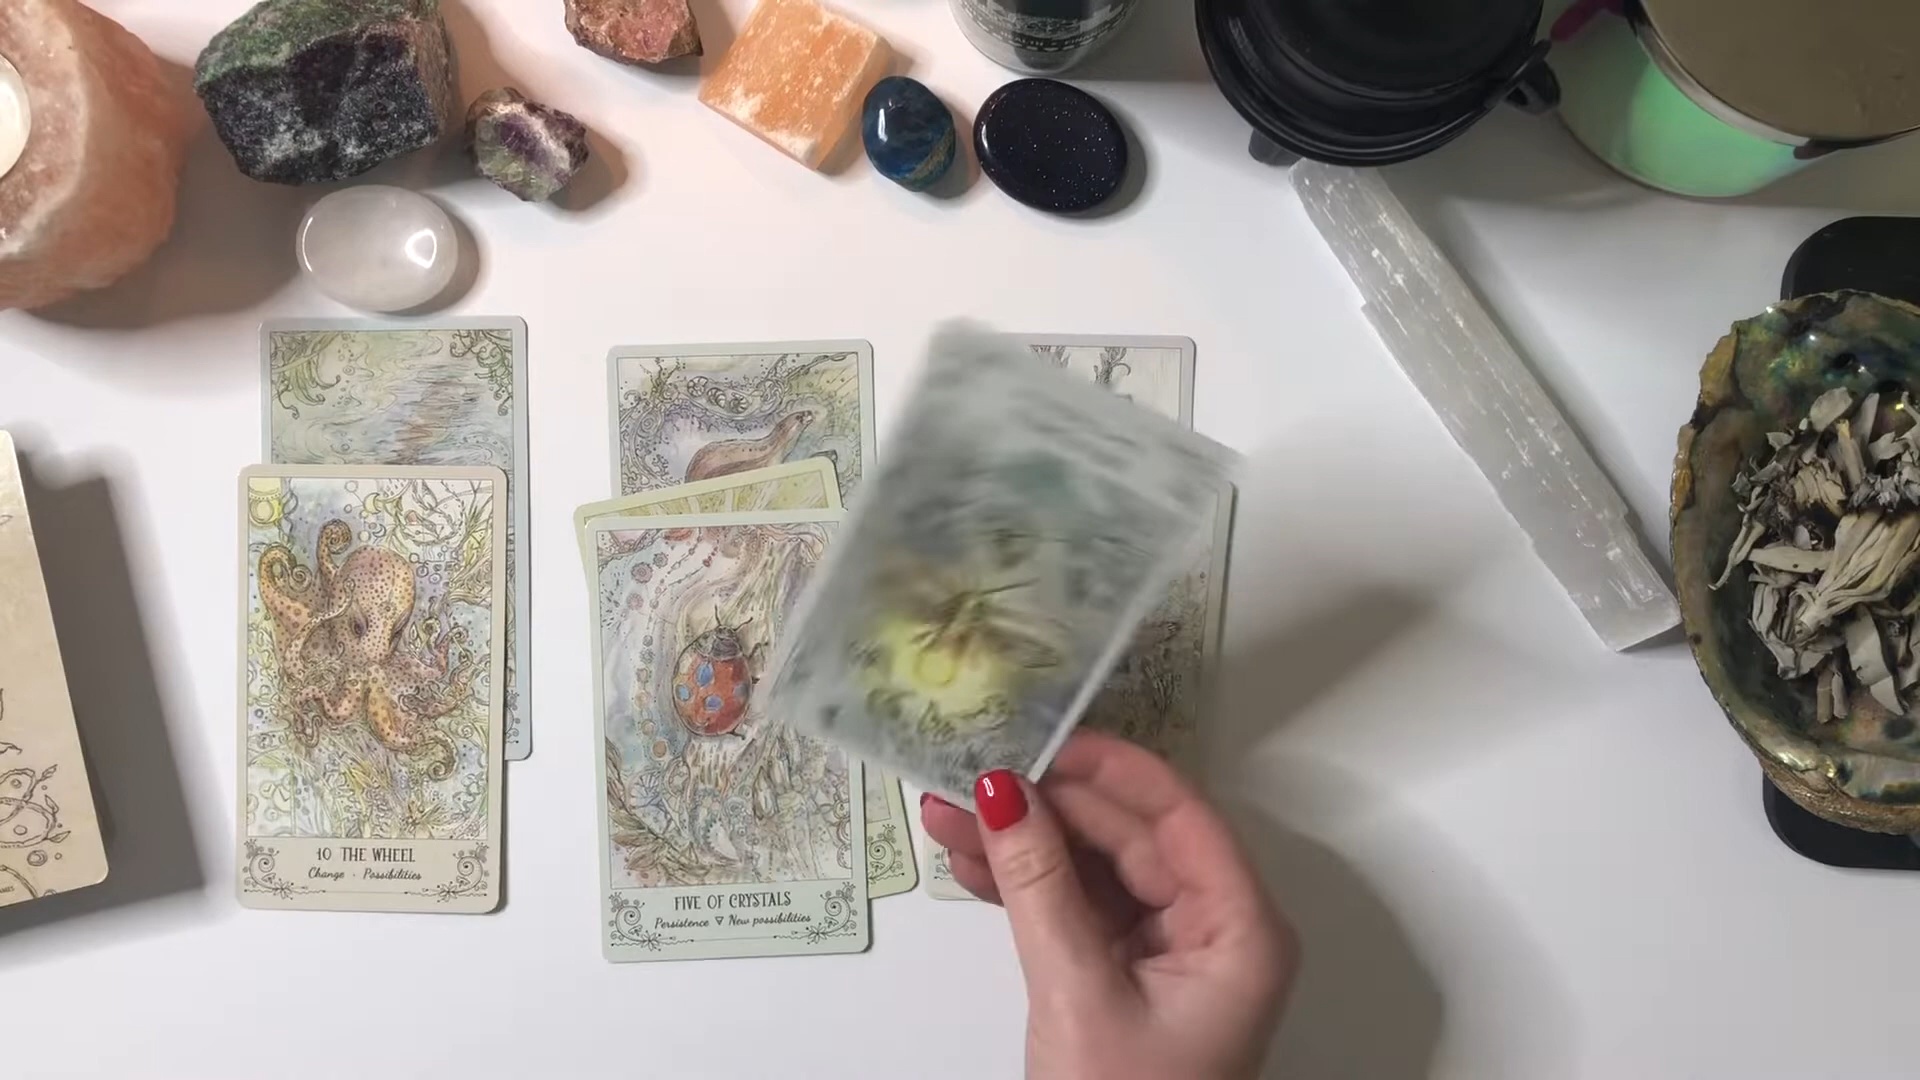 10 THE WHEEL
Change · Possibilities
FIVE OF CRYSTALS
Persistence ▽ New possibilities